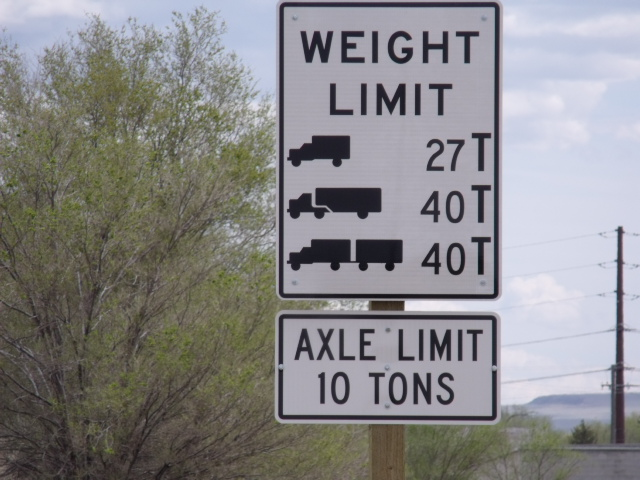 WEIGHT
LIMIT
27T
40T
40T
AXLE LIMIT
10 TONS